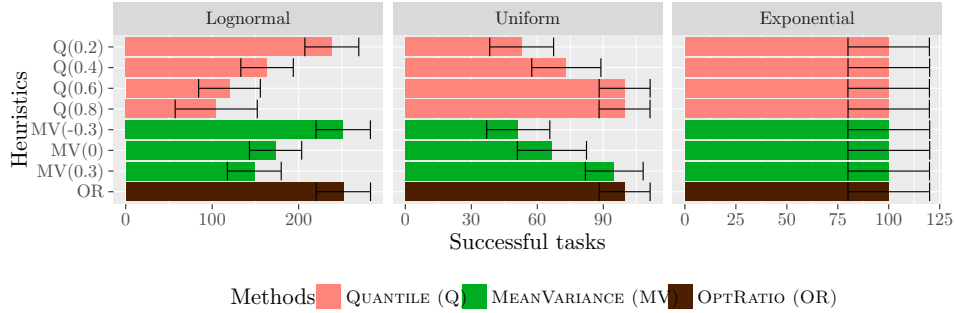 Lognormal Uniform Exponential
Heuristics
Q(0.2)
Q(0.4)
Q(0.6)
Q(0.8)
MV(-0.3)
MV(0)
MV(0.3)
OR
0 100 200 0 30 60 90 0 25 50 75 100 125
Successful tasks
Methods QUANTILE (Q) MEANVARIANCE (MV) OPTRATIO (OR)